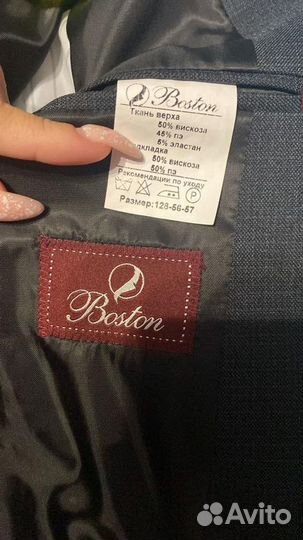 Boston
Ткань верха
50% вискоза
45% пэ
5% эластан
кладка
50% вискоза
50% пэ
Рекомендации по уходу
P
Размер:128-56-57
Boston
Avito